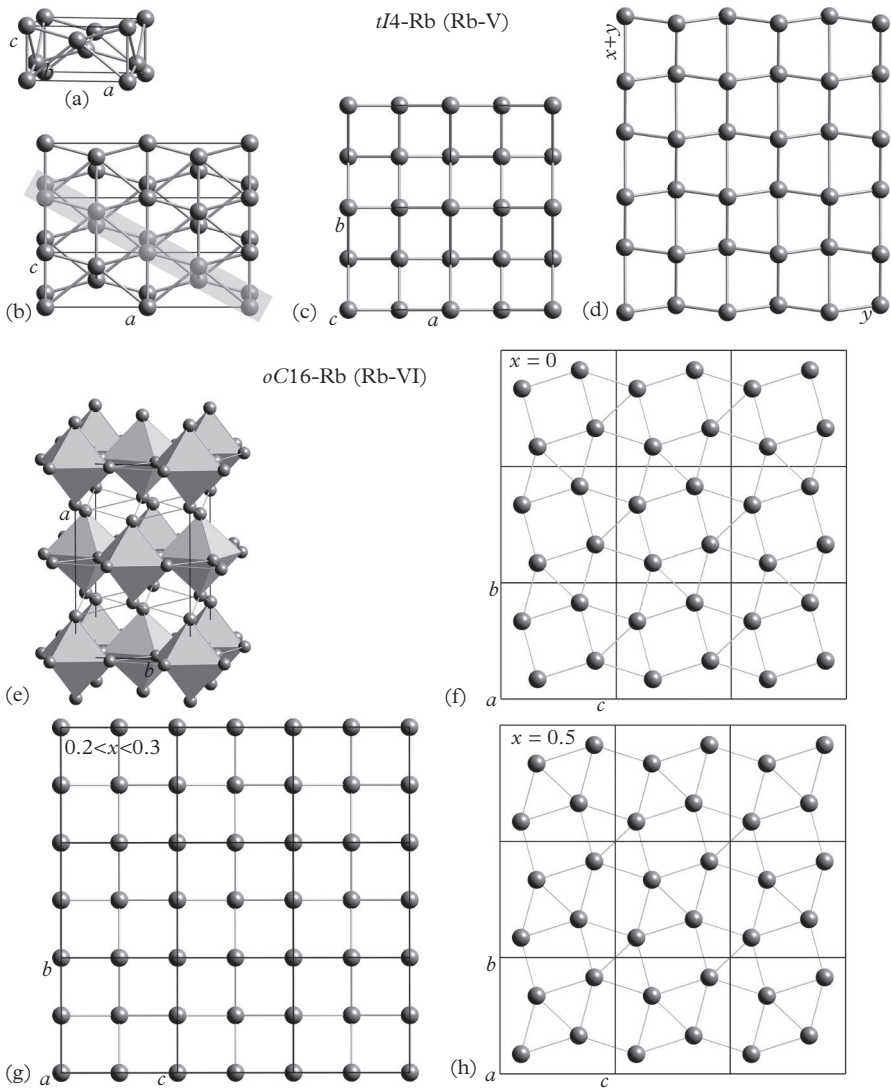 tI4-Rb (Rb-V)
c
b
a
(a)
c
a
(b)
b
c
a
(c)
x+y
y
(d)
oC16-Rb (Rb-VI)
a
b
(e)
x = 0
b
a
c
(f)
0.2<x<0.3
b
a
c
(g)
x = 0.5
b
a
c
(h)